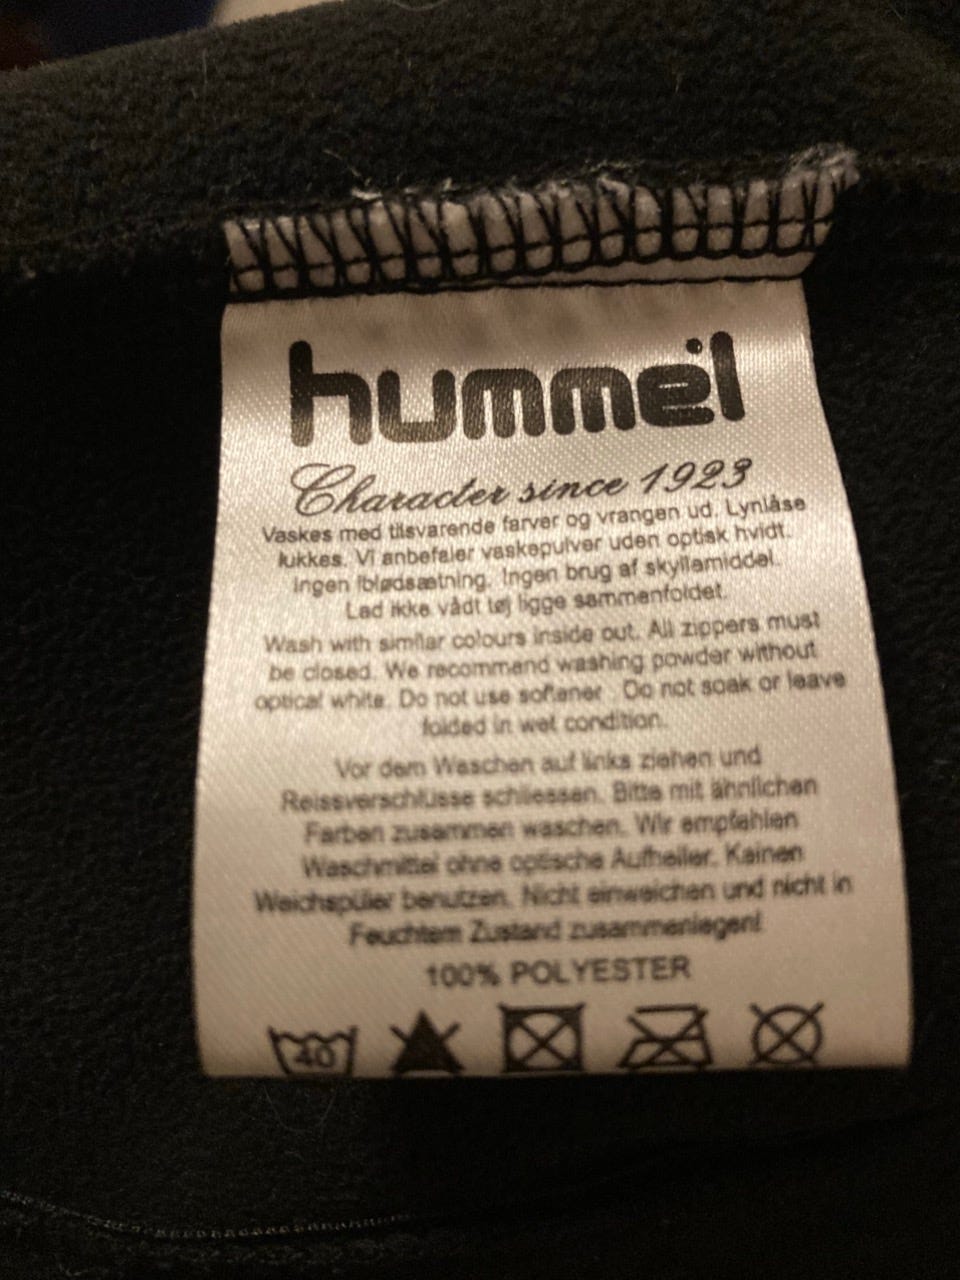 hummel
Character since 1923
Vaskes med tilsvarende farver og vrangen ud. Lynlåse
lukkes. Vi anbefaler vaskepulver uden optisk hvidt.
Ingen Iblødsætning. Ingen brug af skyllemiddel.
Lad ikke vådt tøj ligge sammenfoldet.
Wash with similar colours inside out. All zippers must
be closed. We recommend washing powder without
optical white. Do not use softener . Do not soak or leave
folded in wet condition.
Vor dem Waschen auf links ziehen und
Reissverschlüsse schliessen. Bitte mit ähnlichen
Farben zusammen waschen. Wir empfehlen
Waschmittel ohne optische Aufheller. Keinen
Weichspüler benutzen. Nicht einweichen und nicht in
Feuchtem Zustand zusammenlegen!
100% POLYESTER
40